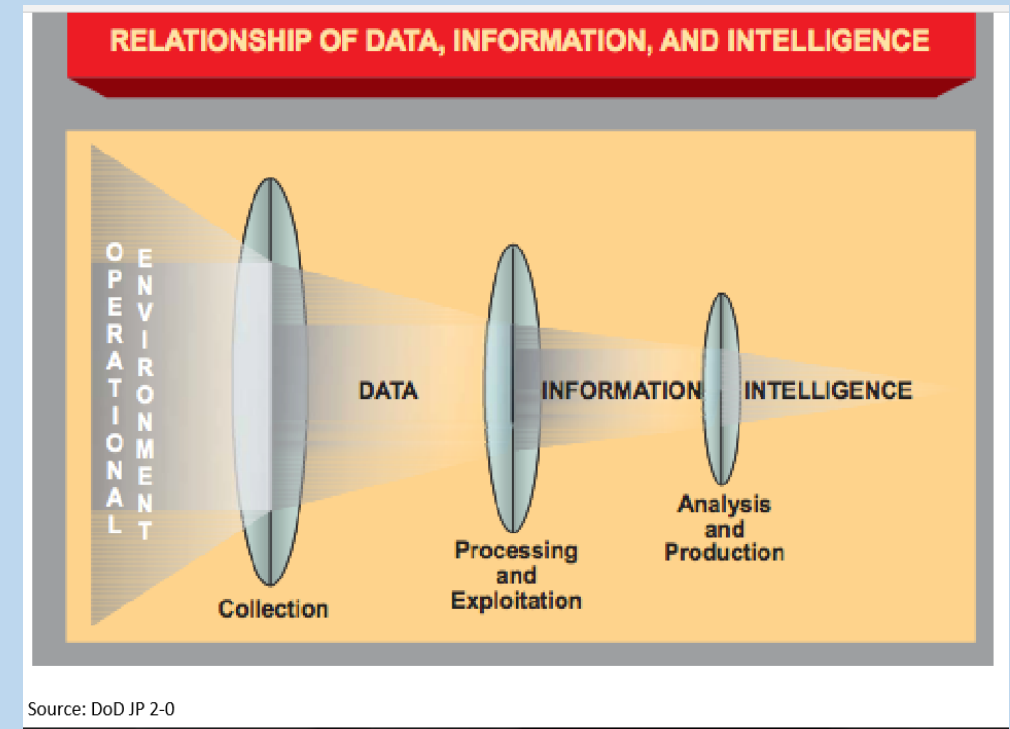 RELATIONSHIP OF DATA, INFORMATION, AND INTELLIGENCE
OPERATIONAL
ENVIRONMENT
DATA
INFORMATION
INTELLIGENCE
Collection
Processing
and
Exploitation
Analysis
and
Production
Source: DoD JP 2-0